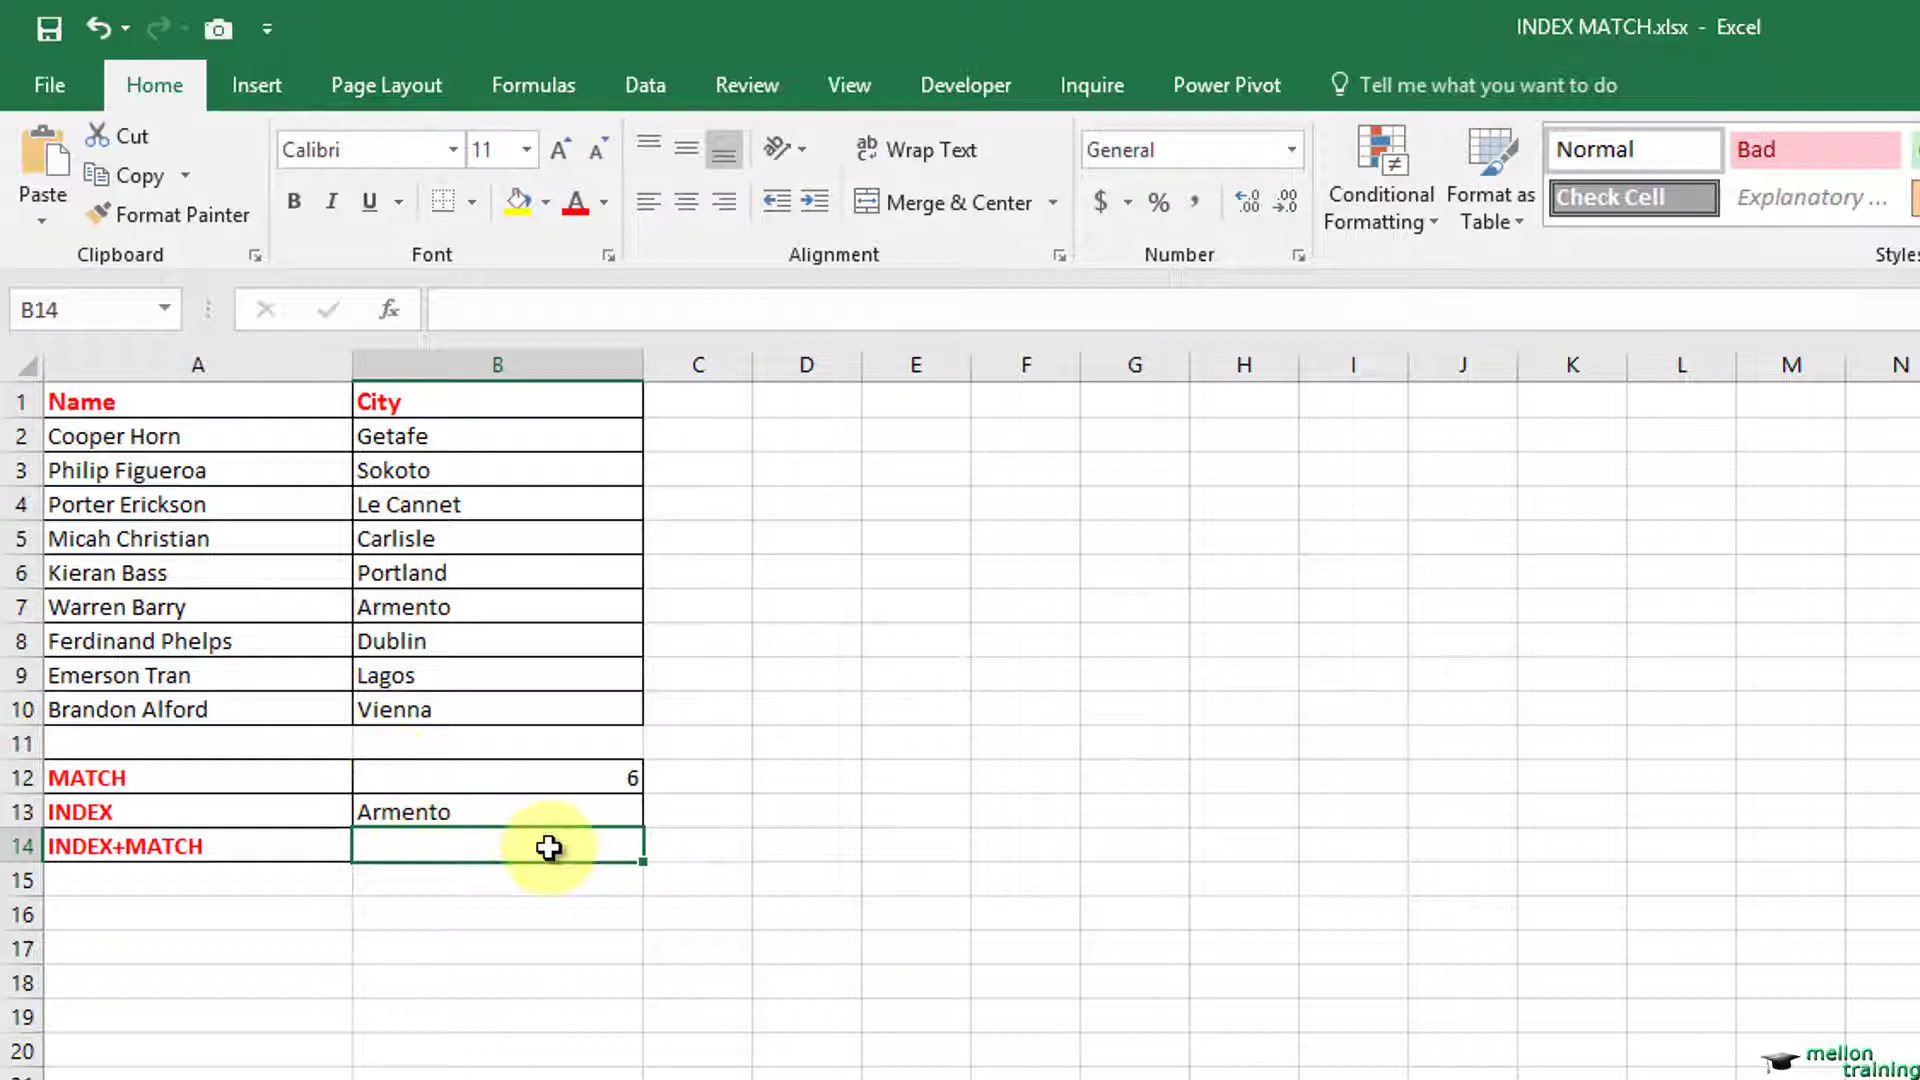 INDEX MATCH.xlsx - Excel
File Home Insert Page Layout Formulas Data Review View Developer Inquire Power Pivot Tell me what you want to do
Paste
Cut
Copy
Format Painter
Clipboard
Calibri 11
B I U A
Font
ab Wrap Text
Merge & Center
Alignment
General
$ % ,
Number
Conditional Formatting
Format as Table
Normal Bad
Check Cell Explanatory ...
Styles
B14 fx
A B C D E F G H I J K L M N
1 Name City
2 Cooper Horn Getafe
3 Philip Figueroa Sokoto
4 Porter Erickson Le Cannet
5 Micah Christian Carlisle
6 Kieran Bass Portland
7 Warren Barry Armento
8 Ferdinand Phelps Dublin
9 Emerson Tran Lagos
10 Brandon Alford Vienna
11
12 MATCH 6
13 INDEX Armento
14 INDEX+MATCH
15
16
17
18
19
20
mellon
training